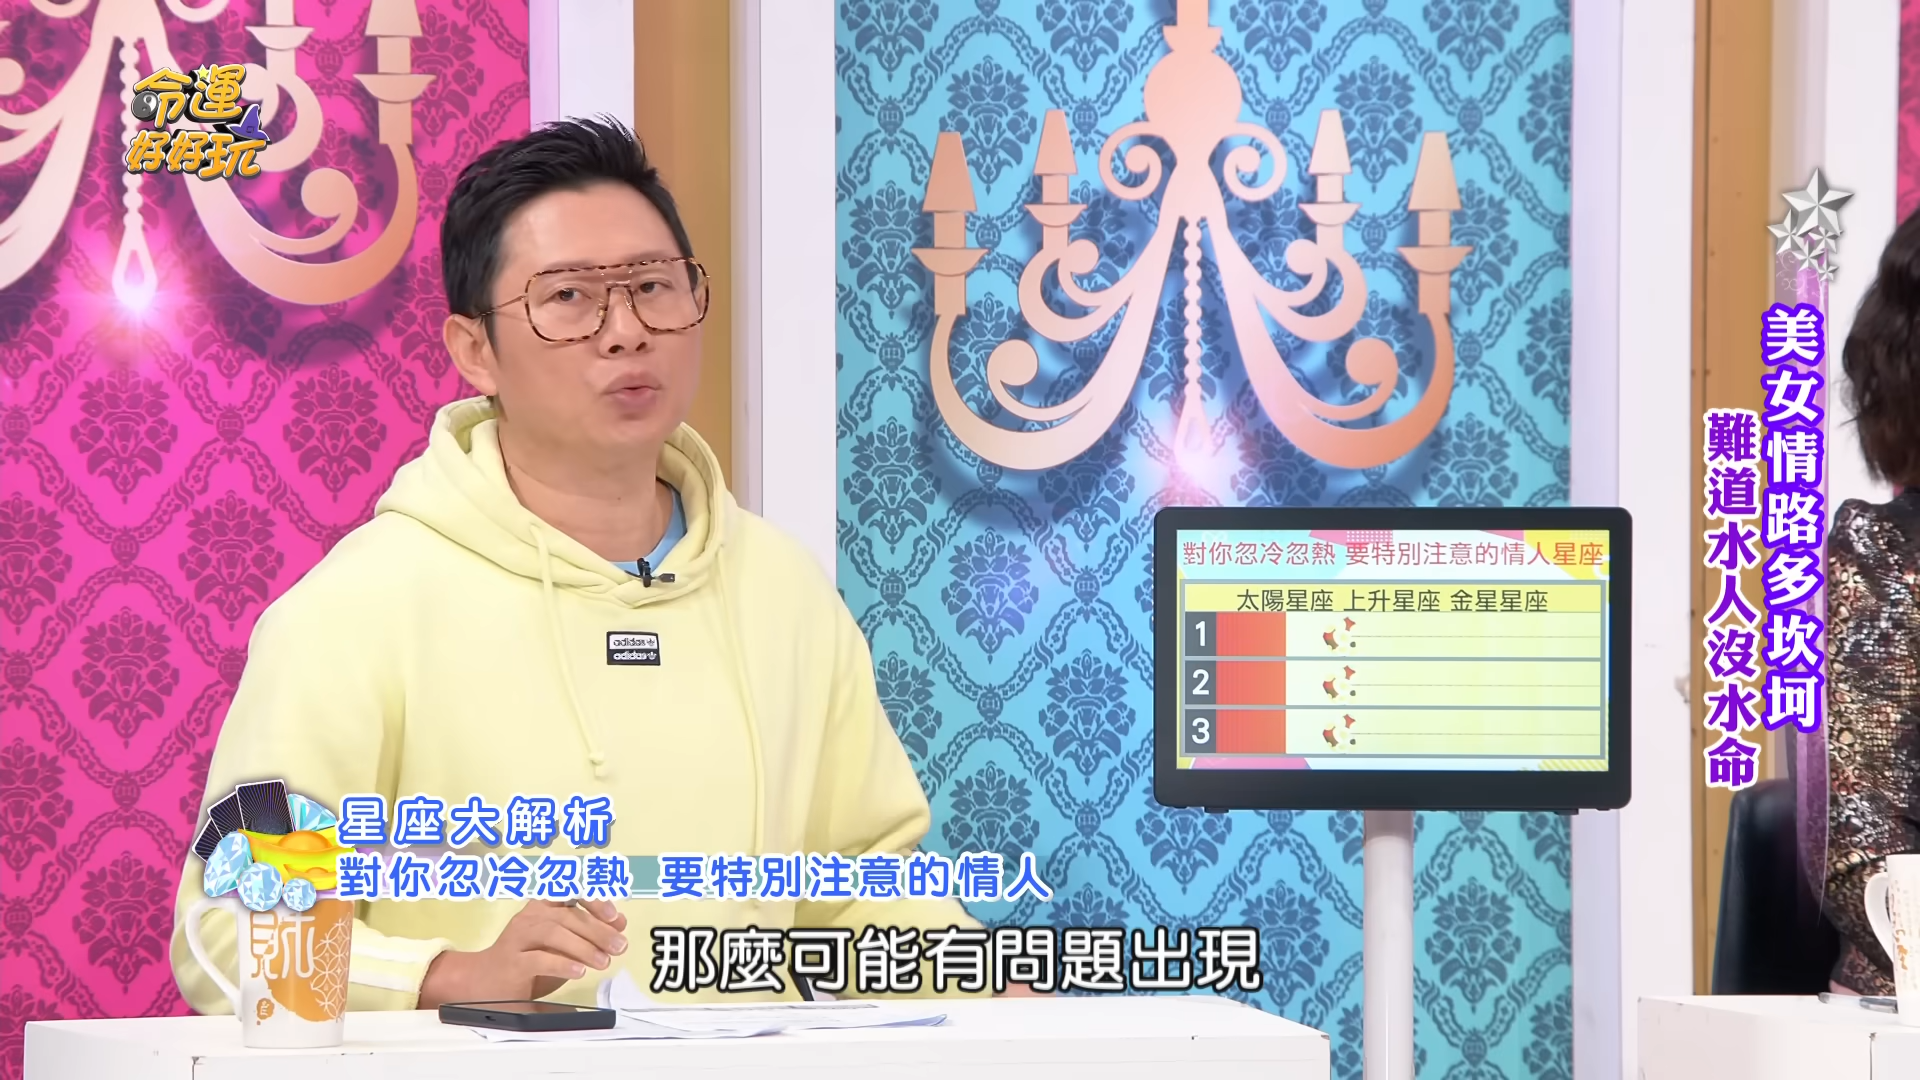 命運
好好玩
美女情路多坎坷
難道水人沒水命
對你忽冷忽熱 要特別注意的情人星座
太陽星座 上升星座 金星星座
1
2
3
adidas
adidas
星座大解析
對你忽冷忽熱 要特別注意的情人
財
那麼可能有問題出現